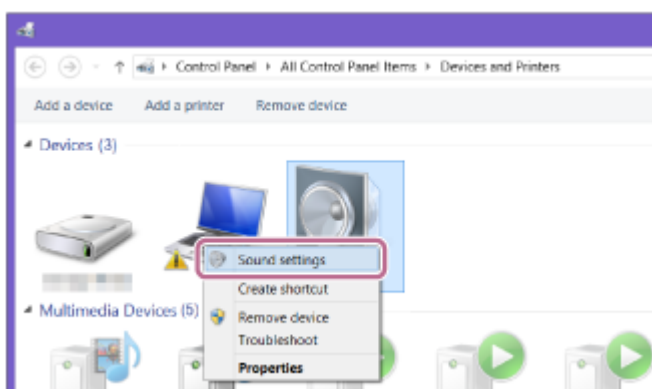 Control Panel ▸ All Control Panel Items ▸ Devices and Printers
Add a device Add a printer Remove device
Devices (3)
Sound settings
Create shortcut
Multimedia Devices (5)
Remove device
Troubleshoot
Properties